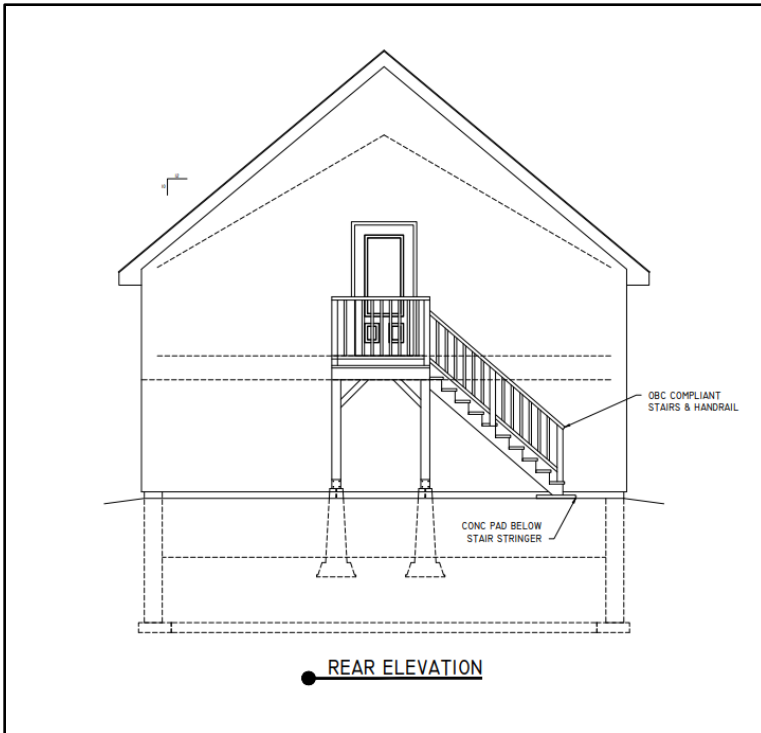 OBC COMPLIANT
STAIRS & HANDRAIL
CONC PAD BELOW
STAIR STRINGER
REAR ELEVATION